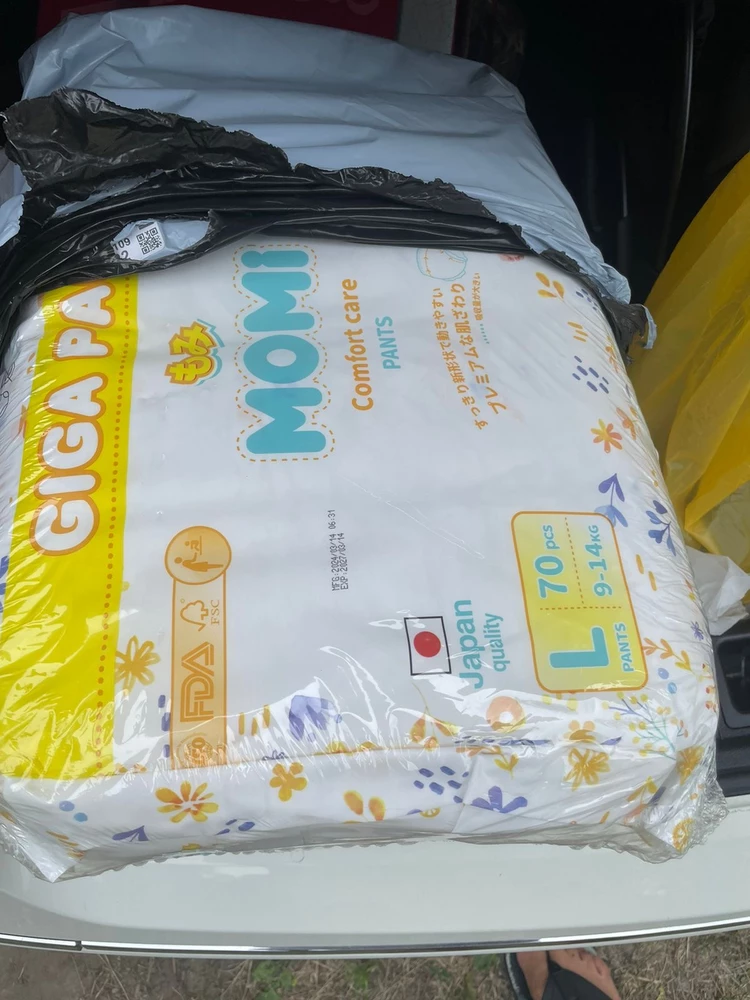 109
2
GIGA PA
もみ
MOMi
Comfort care
PANTS
すっきり新形状で動きやすい
プレミアムな肌ざわり
MFG:2024/03/14 06:31
EXP:2027/03/14
FSC
FDA
Japan
quality
L
PANTS
70 pcs
9-14KG